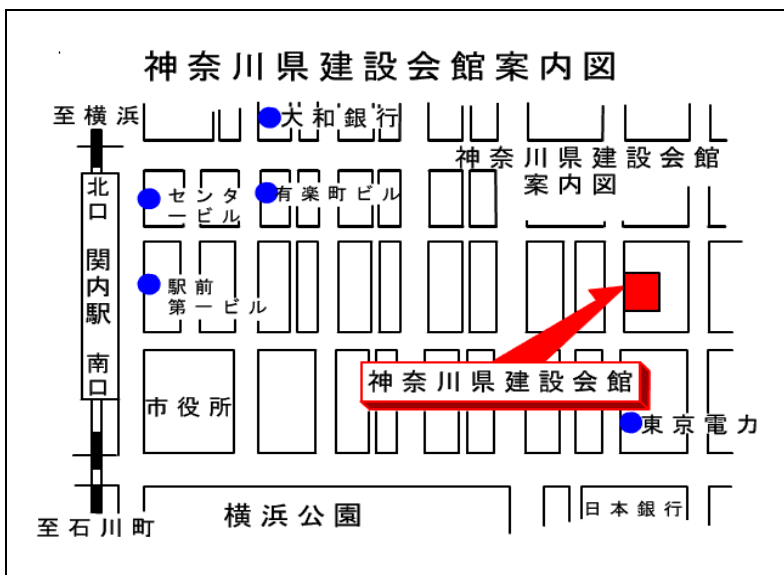 神奈川県建設会館案内図
至横浜
大和銀行
神奈川県建設会館
案内図
北口
関内駅
南口
センタ
ービル
有楽町ビル
駅前
第一ビル
神奈川県建設会館
市役所
東京電力
横浜公園
日本銀行
至石川町